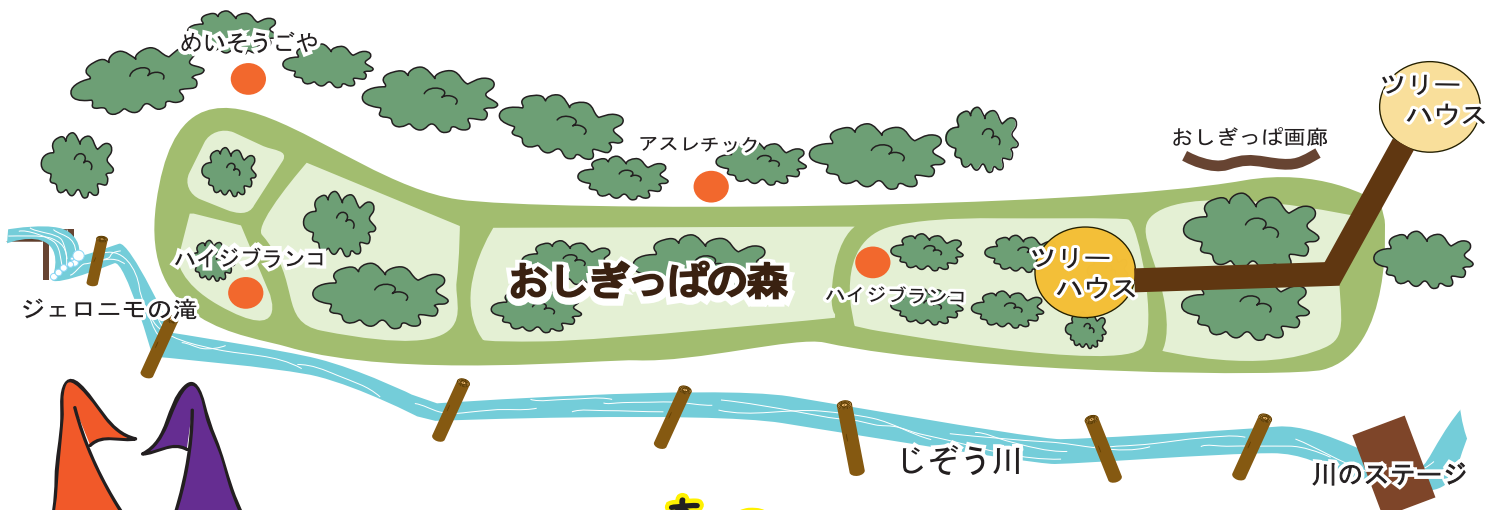 めいそうごや
アスレチック
おしぎっぱ画廊
ツリー
ハウス
ハイジブランコ
おしぎっぱの森
ハイジブランコ
ツリー
ハウス
ジェロニモの滝
じぞう川
川のステージ